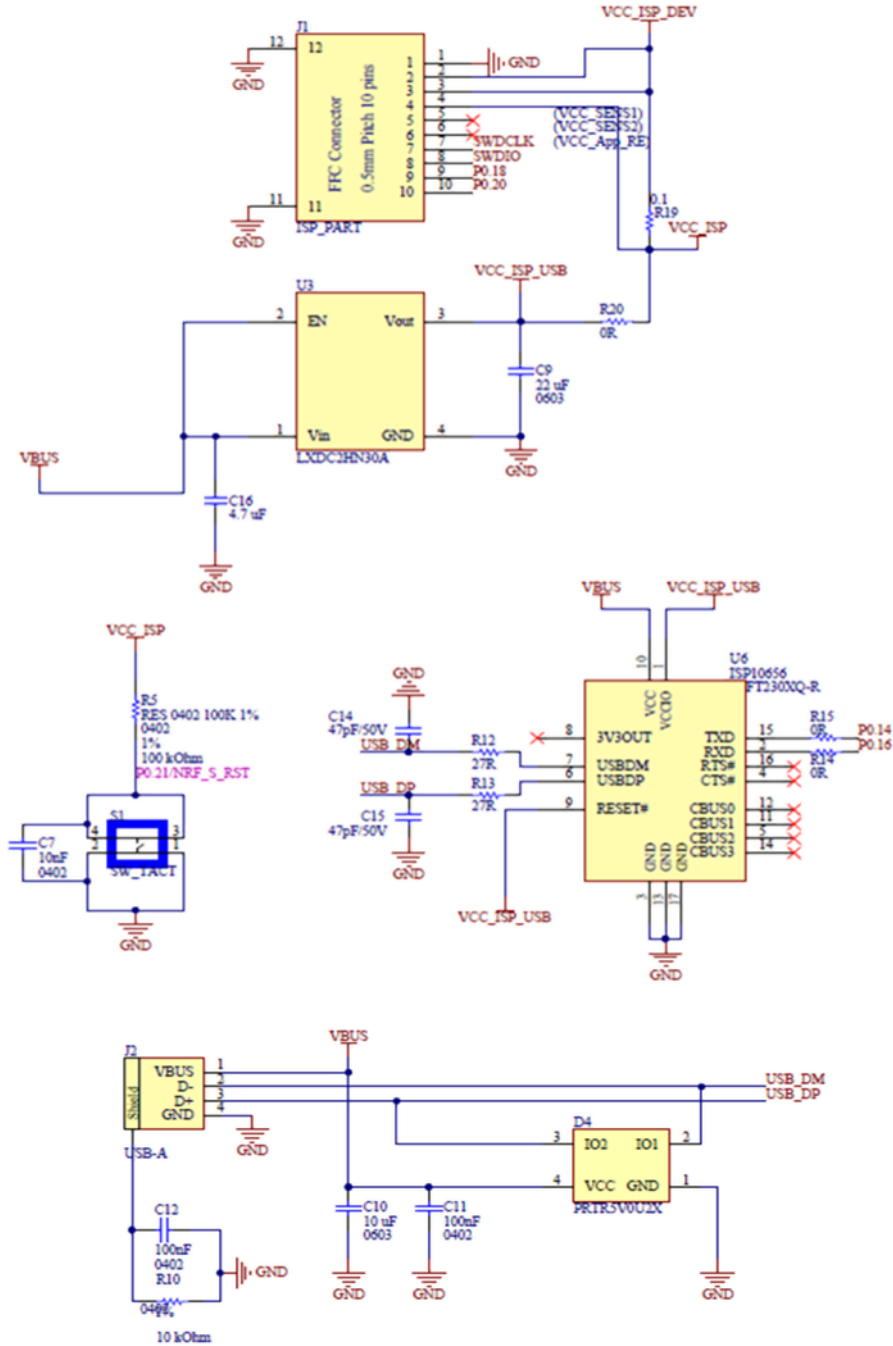 VCC_ISP_DEV
J1
12
12
GND
1
1
GND
2
2
3
3
4
4
(VCC_SENS1)
5
5
(VCC_SENS2)
6
6
(VCC_App_RE)
7
7
SWDCLK
8
8
SWDIO
9
9
P0.18
10
10
P0.20
FFC Connector
0.5mm Pitch 10 pins
11
11
GND
ISP_PART
0.1
R19
VCC_ISP
VCC_ISP_USB
U3
2
EN
Vout
3
R20
0R
C9
22 uF
0603
1
Vin
GND
4
LXDC2HN30A
GND
VBUS
C16
4.7 uF
GND
VBUS
VCC_ISP_USB
VCC_ISP
10
1
U6
ISP10656
FT230XQ-R
VCC
VCCIO
R5
RES 0402 100K 1%
0402
1%
100 kOhm
P0.21/NRF_S_RST
GND
C14
47pF/50V
USB_DM
R12
27R
USB_DP
R13
27R
C15
47pF/50V
GND
8
3V3OUT
7
USBDM
6
USBDP
9
RESET#
TXD
15
R15
0R
P0.14
RXD
2
R14
0R
P0.16
RTS#
16
CTS#
4
CBUS0
12
CBUS1
11
CBUS2
5
CBUS3
14
GND
GND
GND
3
13
17
GND
VCC_ISP_USB
S1
4
3
2
1
SW_TACT
C7
10nF
0402
GND
VBUS
J2
Shield
VBUS
1
D-
2
D+
3
GND
4
GND
USB-A
USB_DM
USB_DP
D4
3
IO2
IO1
2
4
VCC
GND
1
PRTR5V0U2X
C12
100nF
0402
R10
GND
10 kOhm
C10
10 uF
0603
C11
100nF
0402
GND
GND
GND